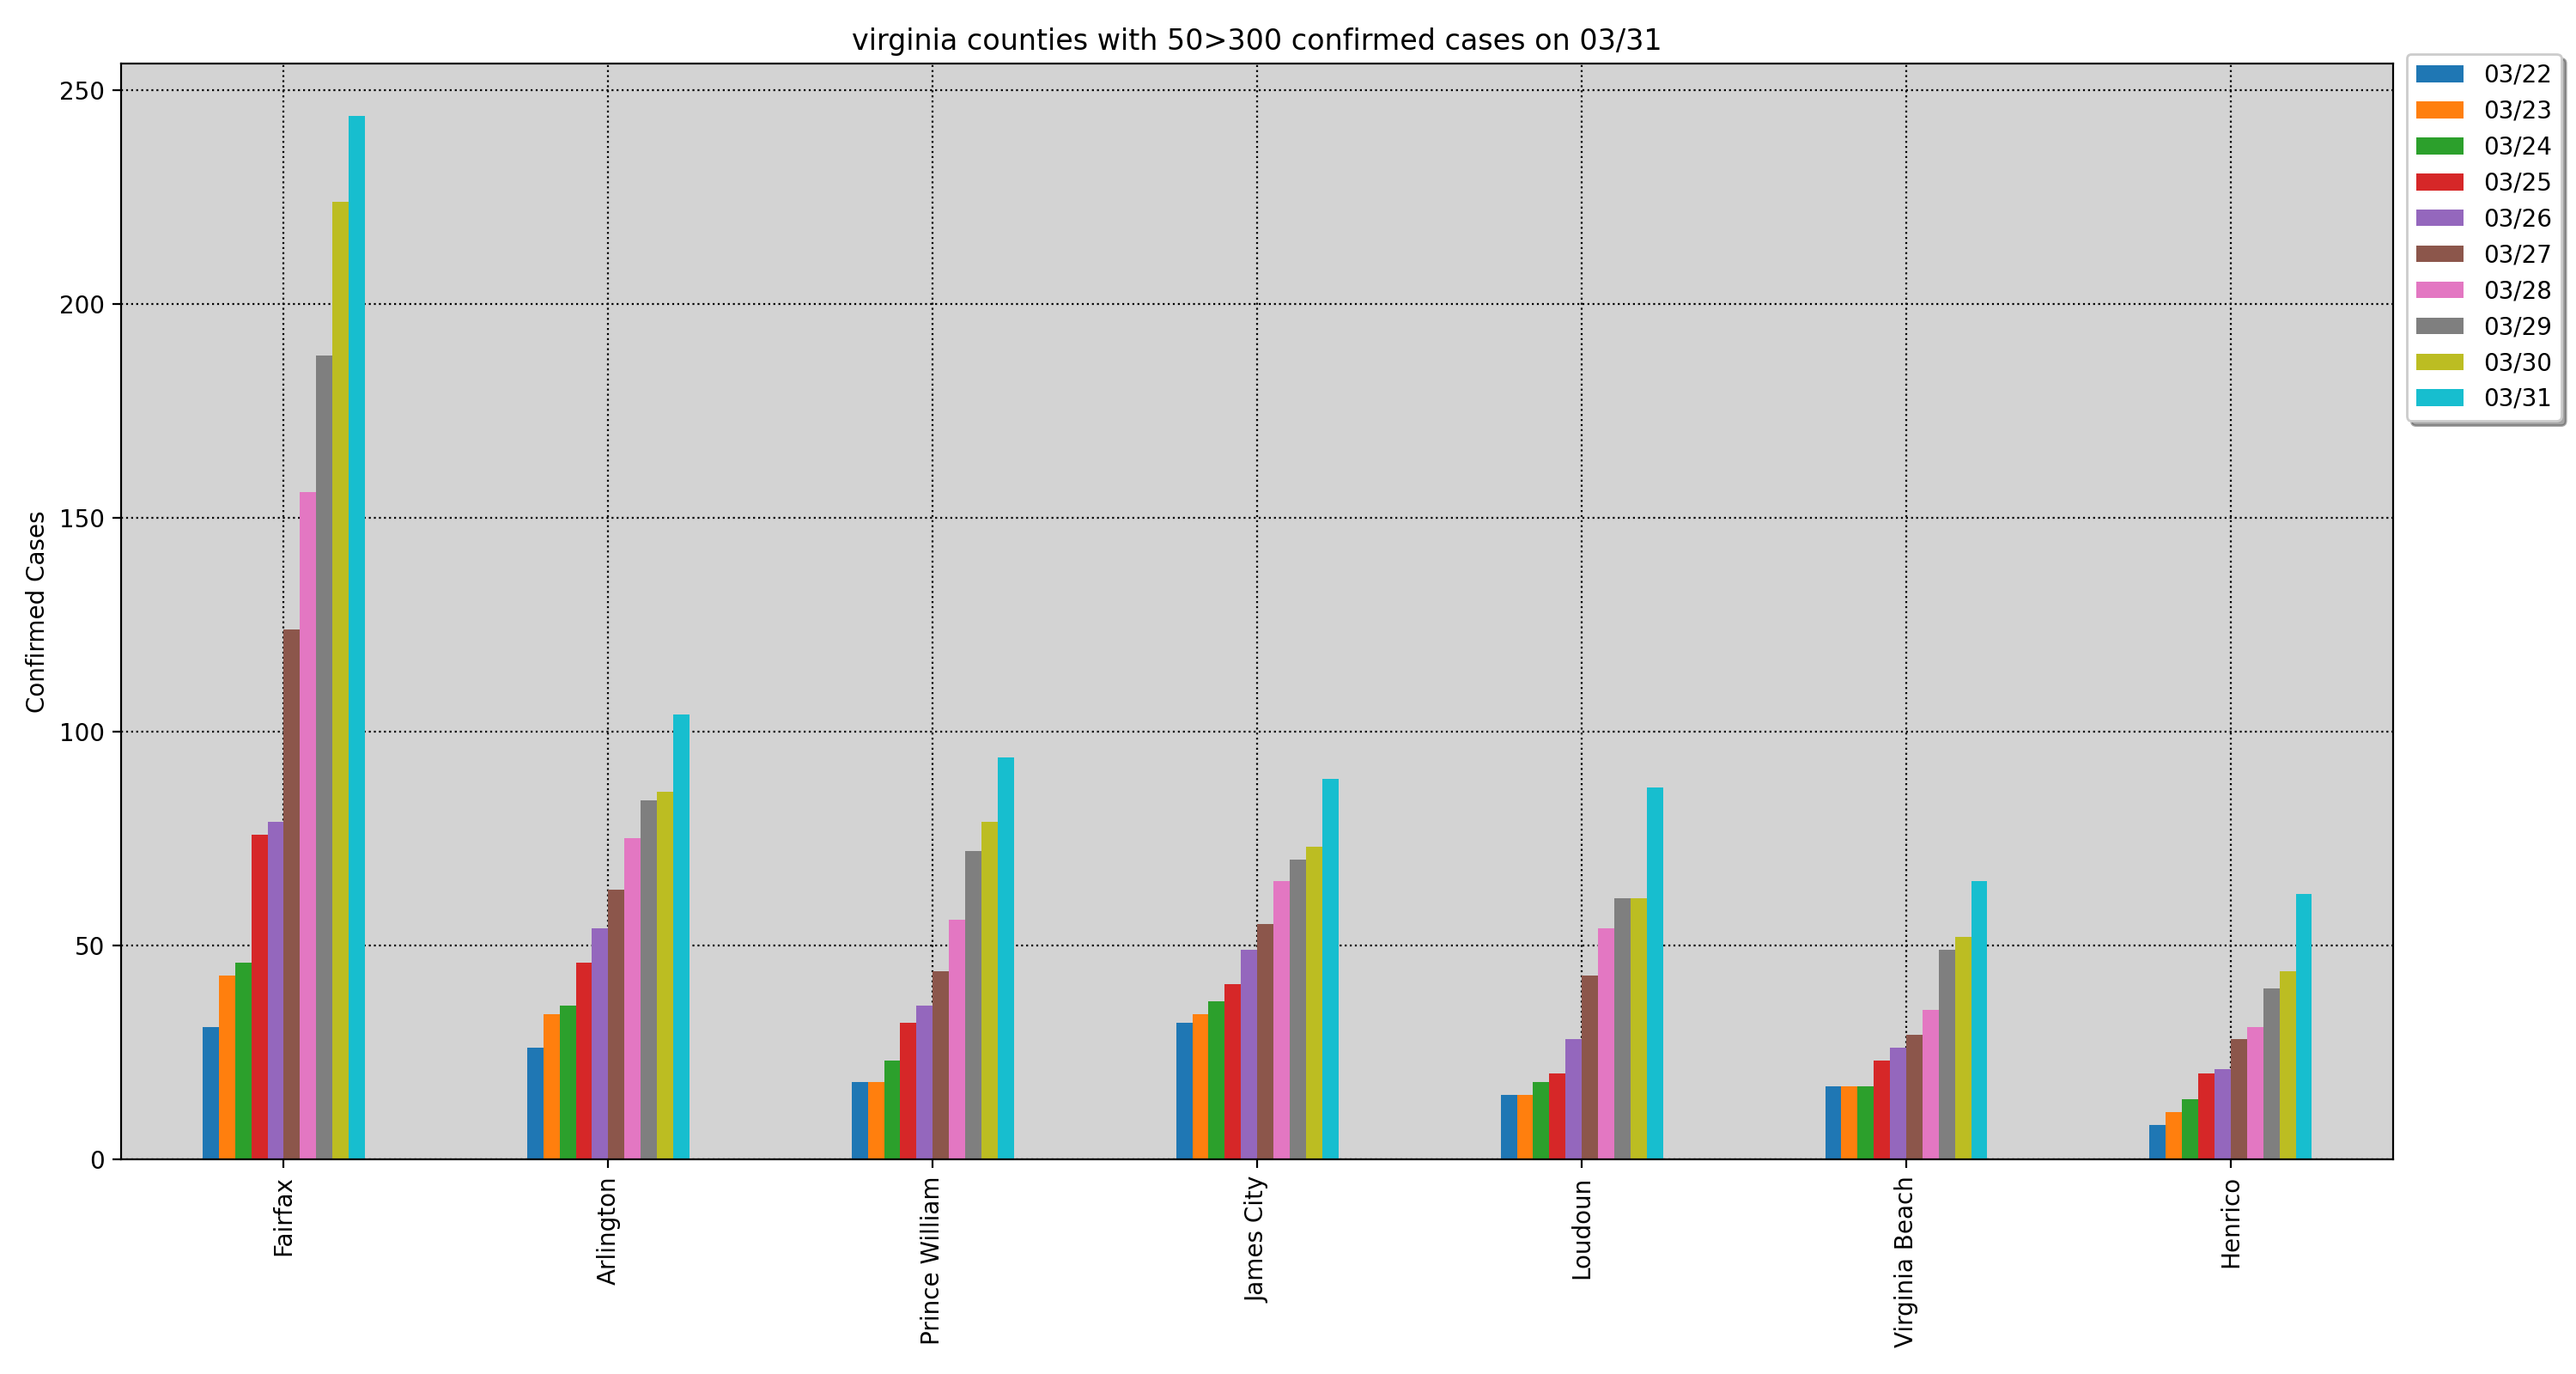 virginia counties with 50>300 confirmed cases on 03/31
03/22
03/23
03/24
03/25
03/26
03/27
03/28
03/29
03/30
03/31
Confirmed Cases
250
200
150
100
50
0
Fairfax
Arlington
Prince William
James City
Loudoun
Virginia Beach
Henrico